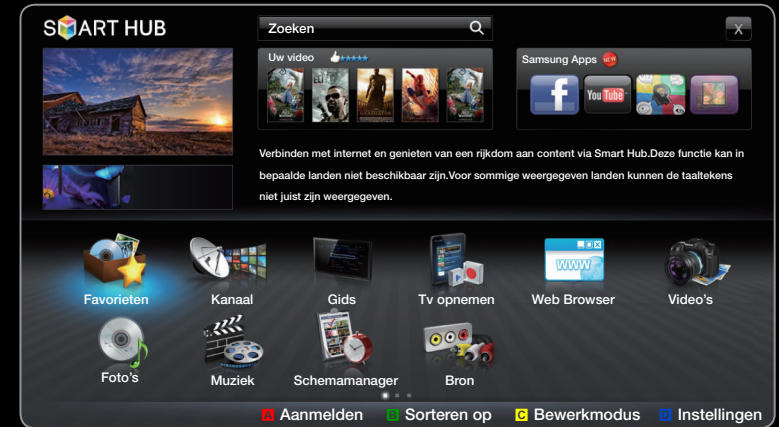 SMART HUB
Zoeken
X
Uw video
Samsung Apps NEW
f
You Tube
GLADIATOR
Verbinden met internet en genieten van een rijkdom aan content via Smart Hub.Deze functie kan in
bepaalde landen niet beschikbaar zijn.Voor sommige weergegeven landen kunnen de taaltekens
niet juist zijn weergegeven.
WWW
Favorieten Kanaal Gids Tv opnemen Web Browser Video's
Foto's Muziek Schemamanager Bron
A Aanmelden B Sorteren op C Bewerkmodus D Instellingen